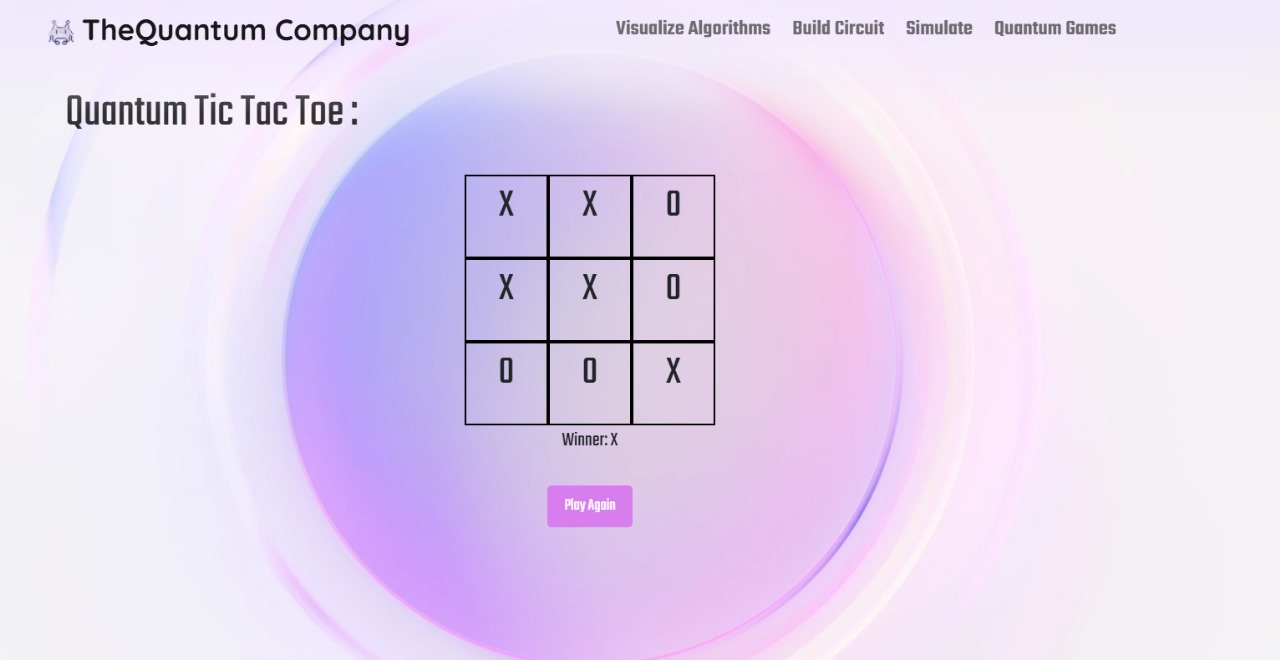 TheQuantum Company
Visualize Algorithms Build Circuit Simulate Quantum Games
Quantum Tic Tac Toe :
X X O
X X O
O O X
Winner: X
Play Again